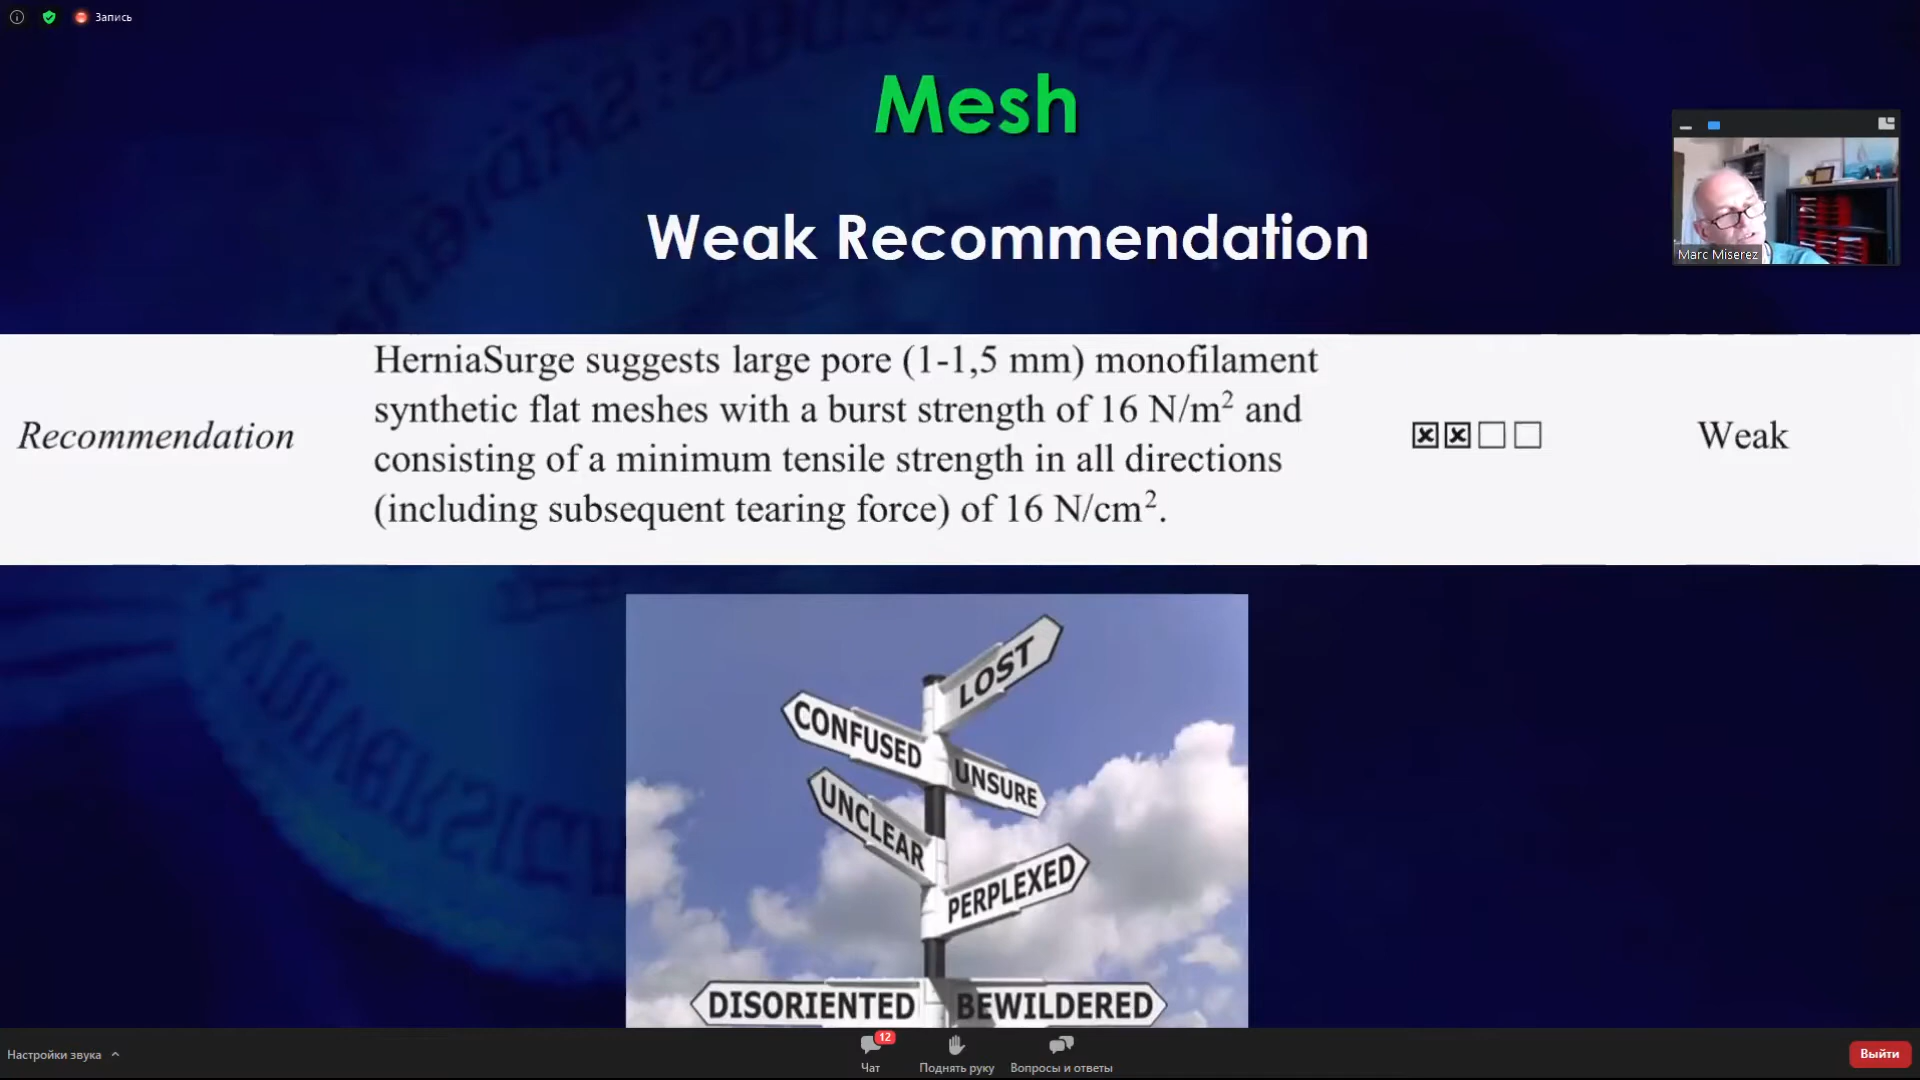 Запись
Mesh
Weak Recommendation
Marc Miserez
HerniaSurge suggests large pore (1-1,5 mm) monofilament
synthetic flat meshes with a burst strength of 16 N/m² and
Recommendation
consisting of a minimum tensile strength in all directions
Weak
(including subsequent tearing force) of 16 N/cm².
LOST
CONFUSED
UNSURE
UNCLEAR
PERPLEXED
DISORIENTED
BEWILDERED
Настройки звука
12
Чат
Поднять руку
Вопросы и ответы
Выйти